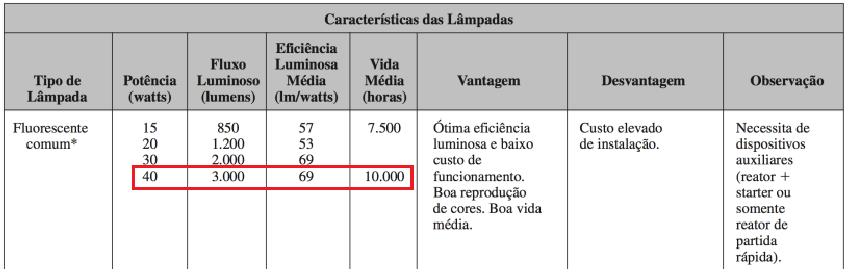 Características das Lâmpadas
Tipo de Lâmpada
Potência (watts)
Fluxo Luminoso (lumens)
Eficiência Luminosa Média (lm/watts)
Vida Média (horas)
Vantagem
Desvantagem
Observação
Fluorescente
comum*
15 850 57 7.500
20 1.200 53
30 2.000 69
40 3.000 69 10.000
Ótima eficiência
luminosa e baixo
custo de
funcionamento.
Boa reprodução
de cores. Boa vida
média.
Custo elevado
de instalação.
Necessita de
dispositivos
auxiliares
(reator +
starter ou
somente
reator de
partida
rápida).